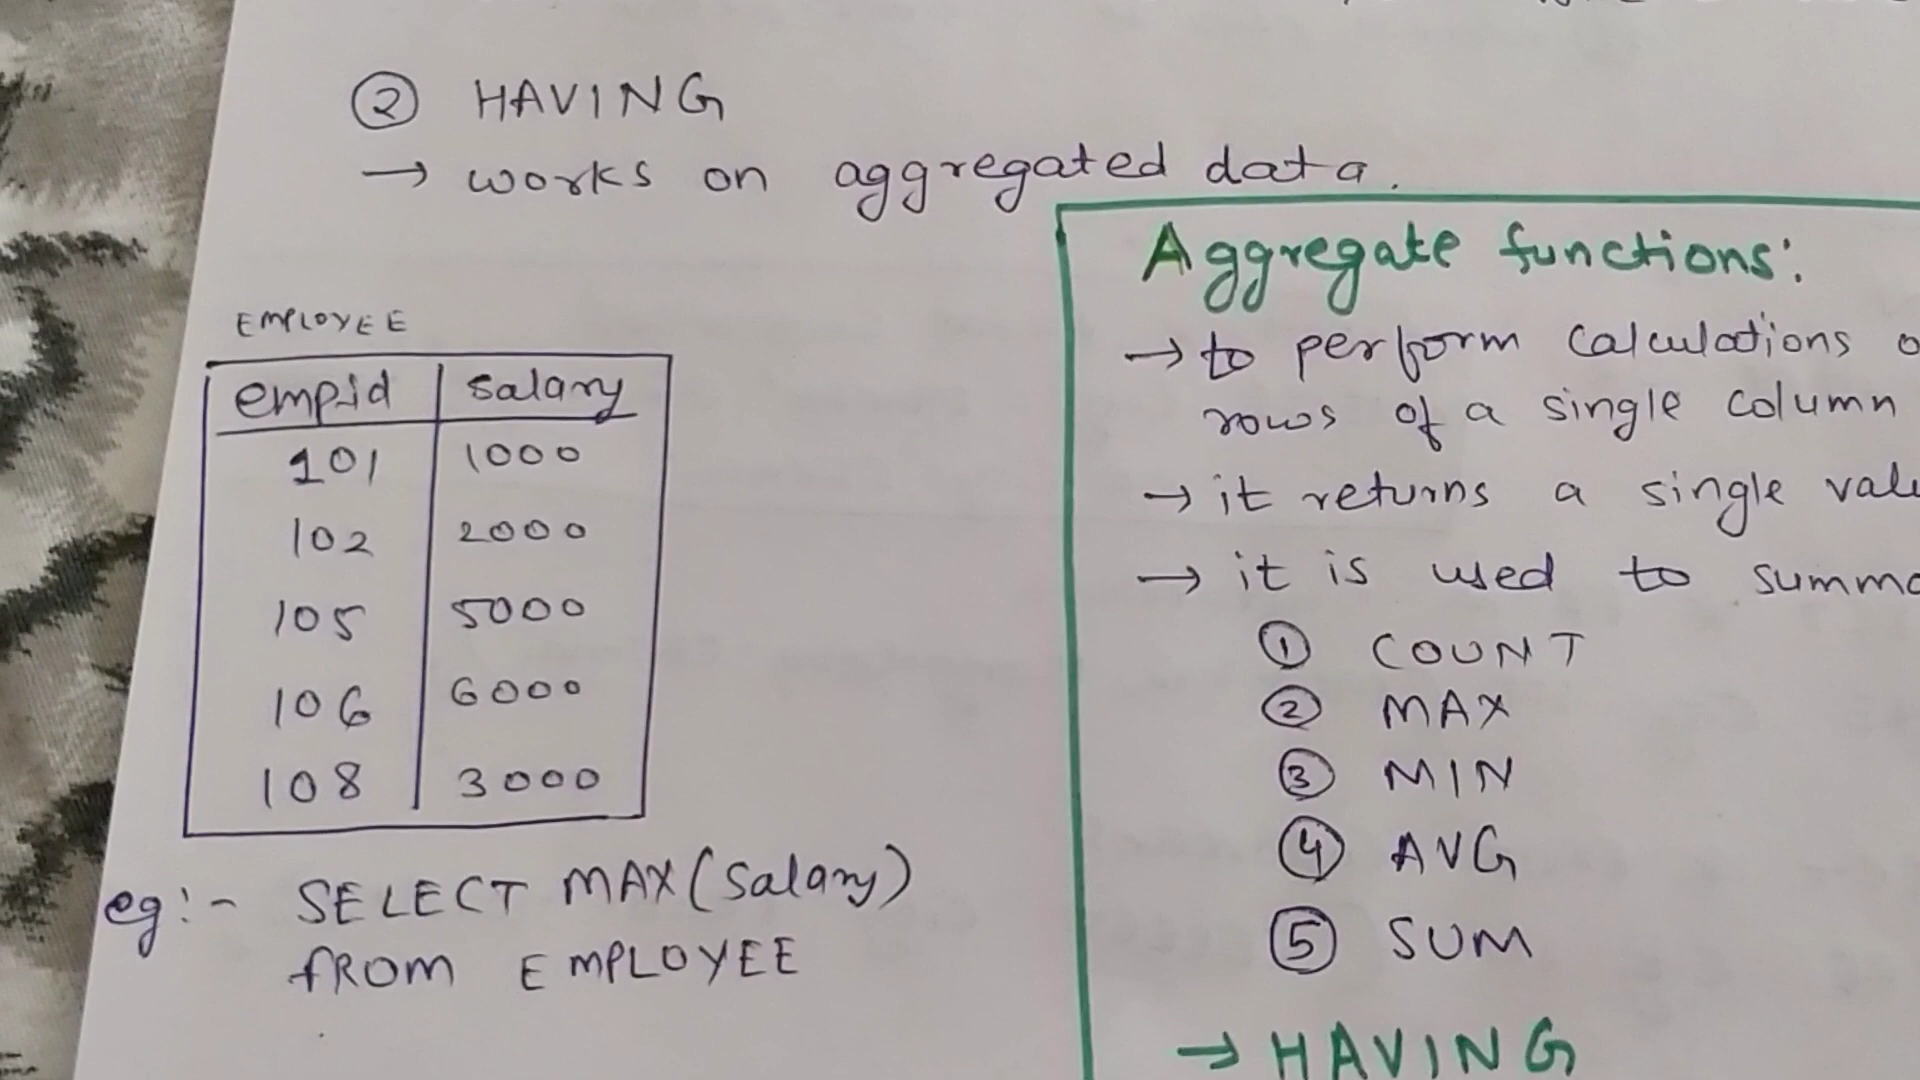 ② HAVING
→ works on aggregated data.
EMPLOYEE
empid salary
101 1000
102 2000
105 5000
106 6000
108 3000
eg:- SELECT MAX(salary)
fROM EMPLOYEE
Aggregate functions:
→ to perform calculations
rows of a single column
→ it returns a single
→ it is used to
① COUNT
② MAX
③ MIN
④ AVG
⑤ SUM
→ HAVING